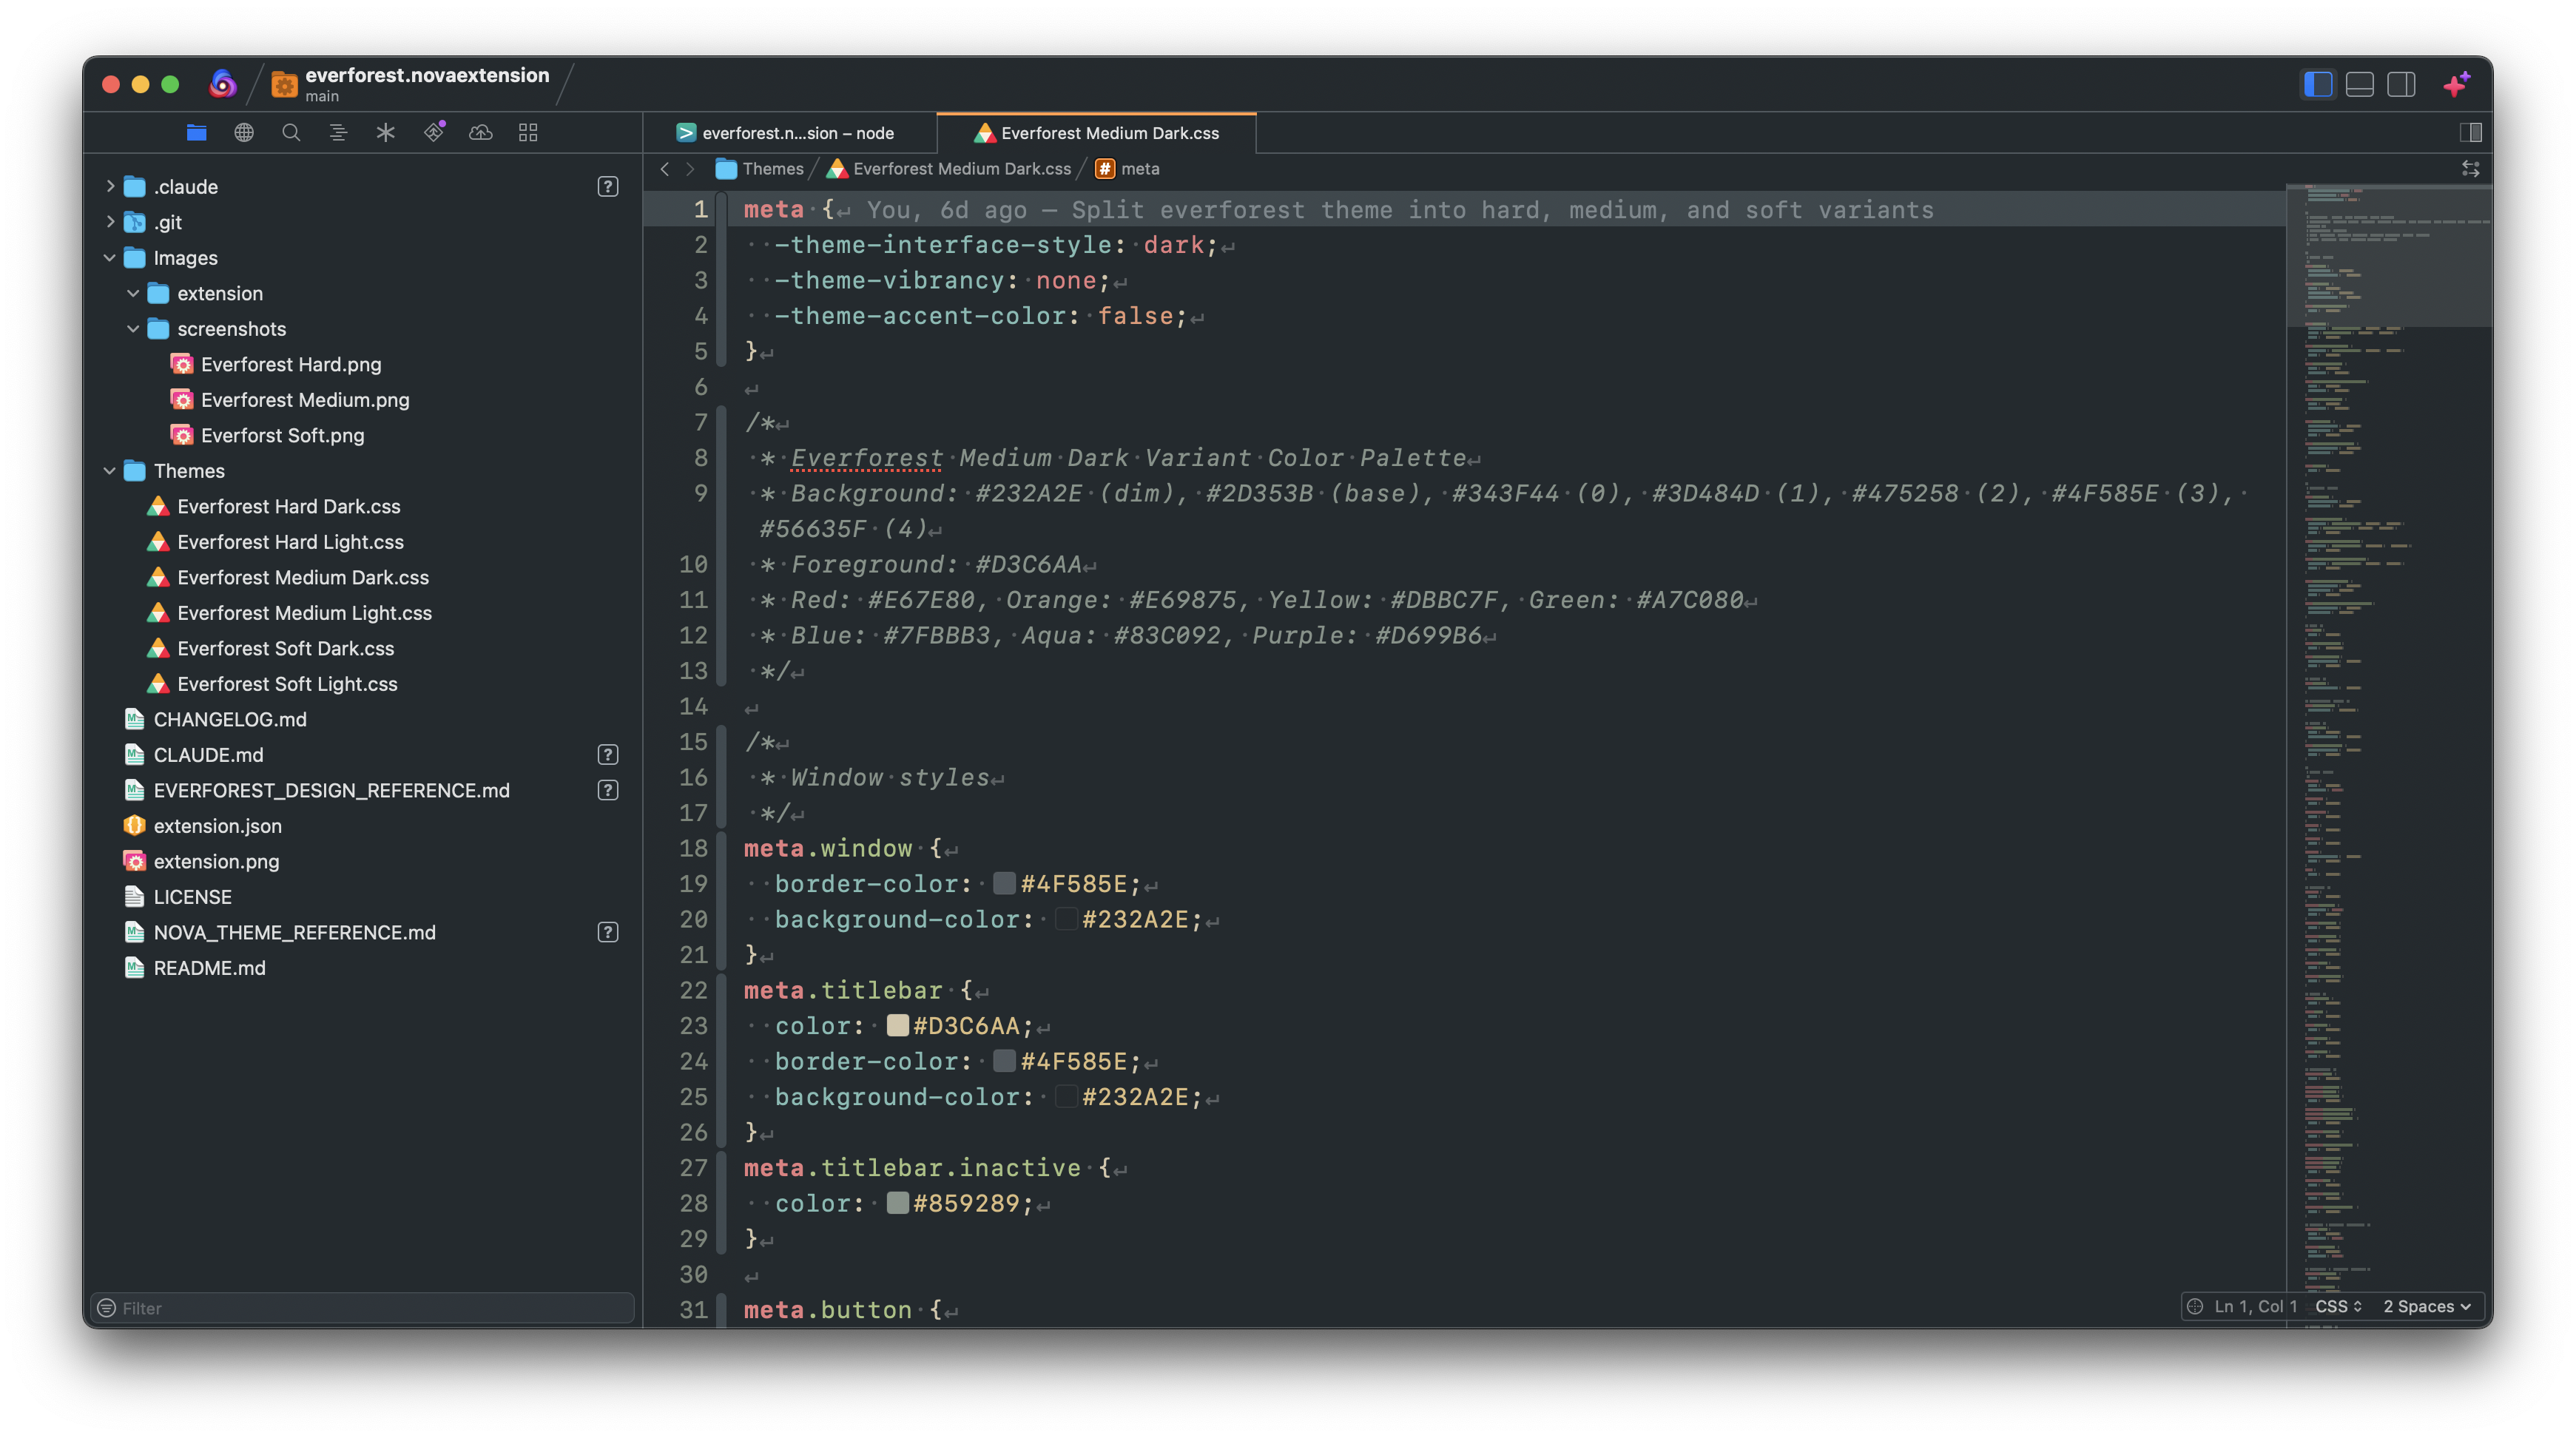 everforest.novaextension
main
.claude
?
.git
Images
extension
screenshots
Everforest Hard.png
Everforest Medium.png
Everforst Soft.png
Themes
Everforest Hard Dark.css
Everforest Hard Light.css
Everforest Medium Dark.css
Everforest Medium Light.css
Everforest Soft Dark.css
Everforest Soft Light.css
CHANGELOG.md
CLAUDE.md
?
EVERFOREST_DESIGN_REFERENCE.md
?
extension.json
extension.png
LICENSE
NOVA_THEME_REFERENCE.md
?
README.md
Filter
everforest.n...sion – node
Everforest Medium Dark.css
Themes
Everforest Medium Dark.css
# meta
1 meta {↵ You, 6d ago — Split everforest theme into hard, medium, and soft variants
2 ··-theme-interface-style:·dark;↵
3 ··-theme-vibrancy:·none;↵
4 ··-theme-accent-color:·false;↵
5 }↵
6 ↵
7 /*↵
8 ·*·Everforest·Medium·Dark·Variant·Color·Palette↵
9 ·*·Background:·#232A2E·(dim),·#2D353B·(base),·#343F44·(0),·#3D484D·(1),·#475258·(2),·#4F585E·(3),·
#56635F·(4)↵
10 ·*·Foreground:·#D3C6AA↵
11 ·*·Red:·#E67E80,·Orange:·#E69875,·Yellow:·#DBBC7F,·Green:·#A7C080↵
12 ·*·Blue:·#7FBBB3,·Aqua:·#83C092,·Purple:·#D699B6↵
13 ·*/↵
14 ↵
15 /*↵
16 ·*·Window·styles↵
17 ·*/↵
18 meta.window·{↵
19 ··border-color:·#4F585E;↵
20 ··background-color:·#232A2E;↵
21 }↵
22 meta.titlebar·{↵
23 ··color:·#D3C6AA;↵
24 ··border-color:·#4F585E;↵
25 ··background-color:·#232A2E;↵
26 }↵
27 meta.titlebar.inactive·{↵
28 ··color:·#859289;↵
29 }↵
30 ↵
31 meta.button·{↵
Ln 1, Col 1 CSS 2 Spaces